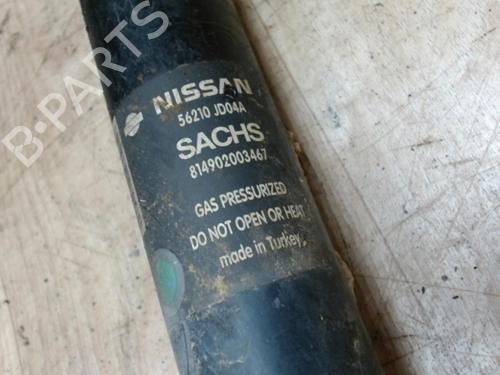 B-PARTS
NISSAN
56210 JD04A
SACHS
814902003467
GAS PRESSURIZED
DO NOT OPEN OR HEAT
made in Turkey